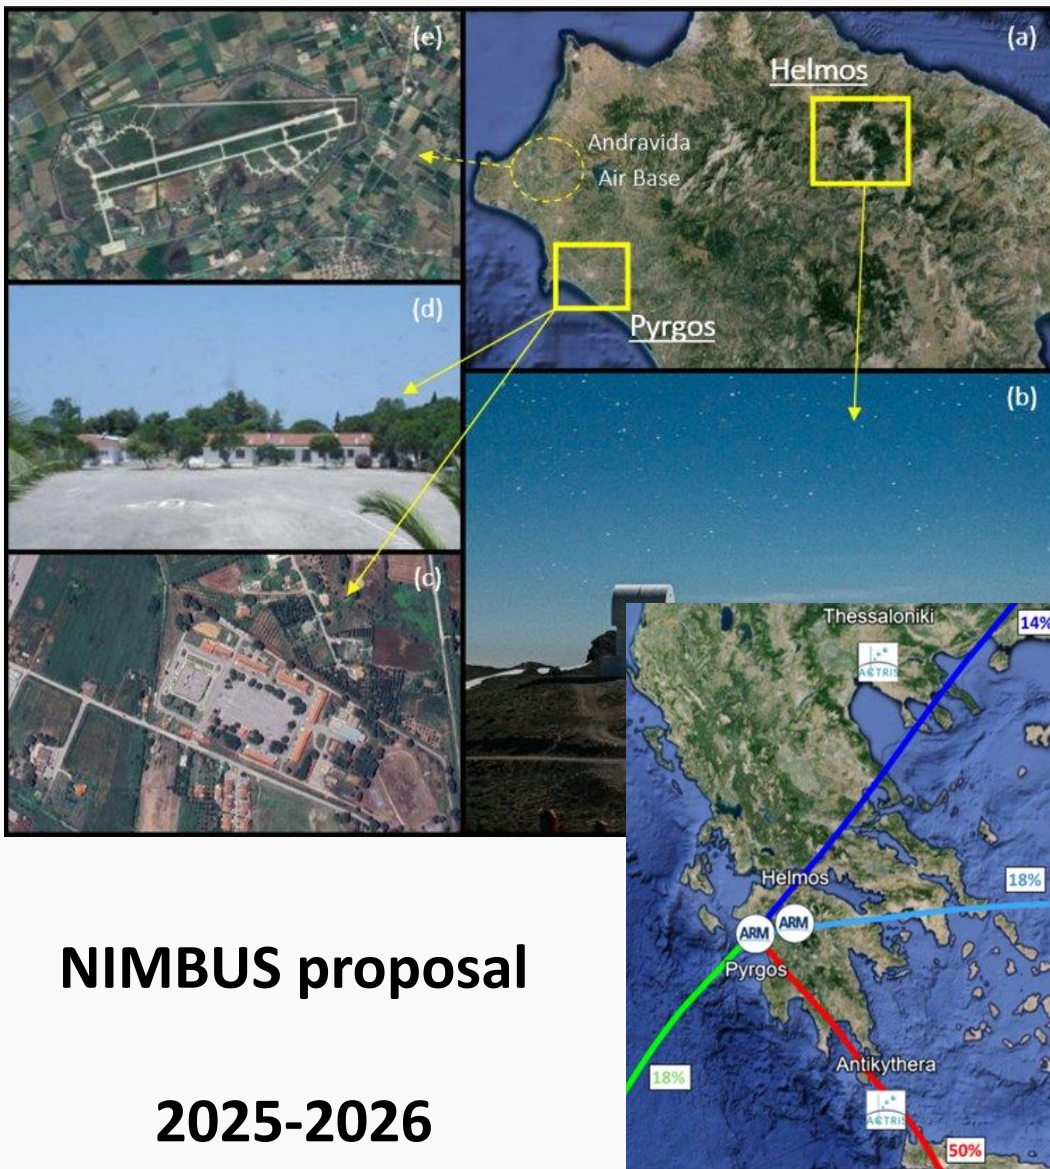 (e)
(a)
Helmos
Andravida
Air Base
Pyrgos
(d)
(b)
(c)
Thessaloniki
14%
ACTRIS
Helmos
18%
ARM
ARM
Pyrgos
18%
Antikythera
ACTRIS
50%
NIMBUS proposal
2025-2026